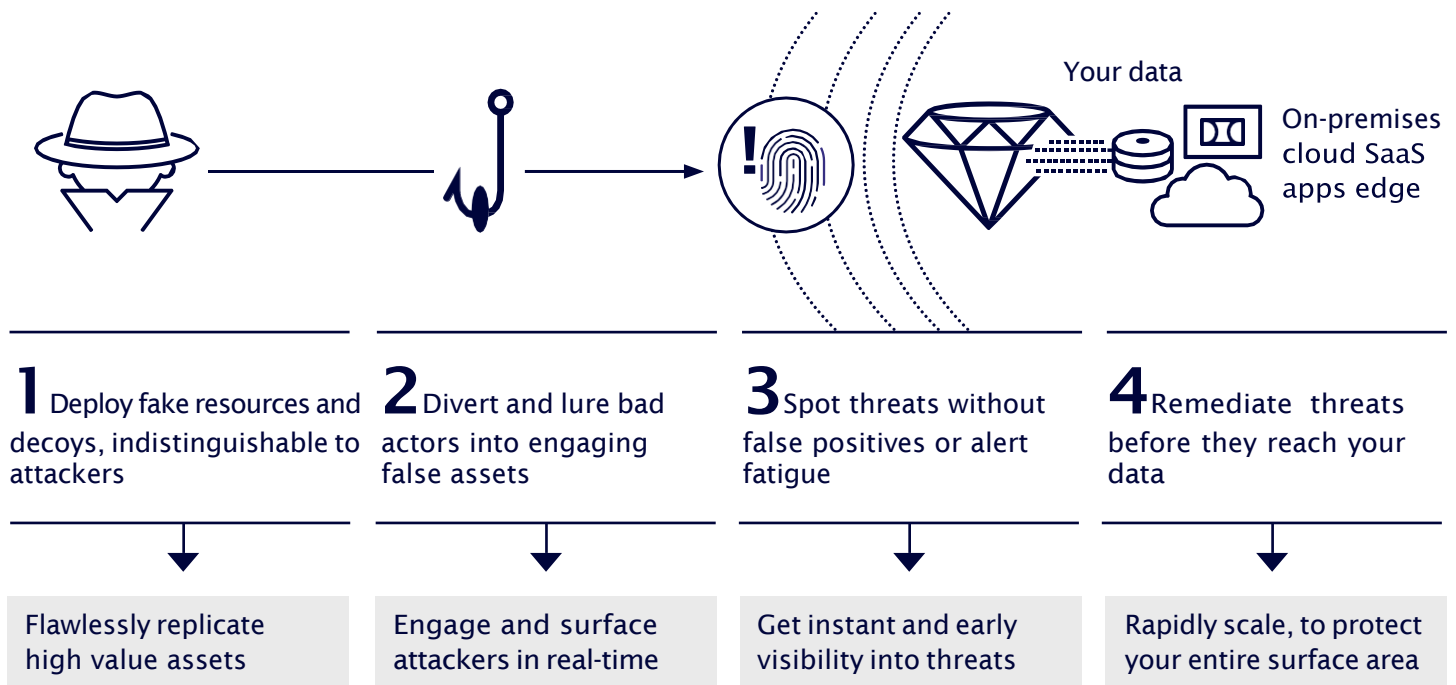 Your data
On-premises
cloud SaaS
apps edge
1 Deploy fake resources and
decoys, indistinguishable to
attackers
2 Divert and lure bad
actors into engaging
false assets
3 Spot threats without
false positives or alert
fatigue
4 Remediate threats
before they reach your
data
Flawlessly replicate
high value assets
Engage and surface
attackers in real-time
Get instant and early
visibility into threats
Rapidly scale, to protect
your entire surface area